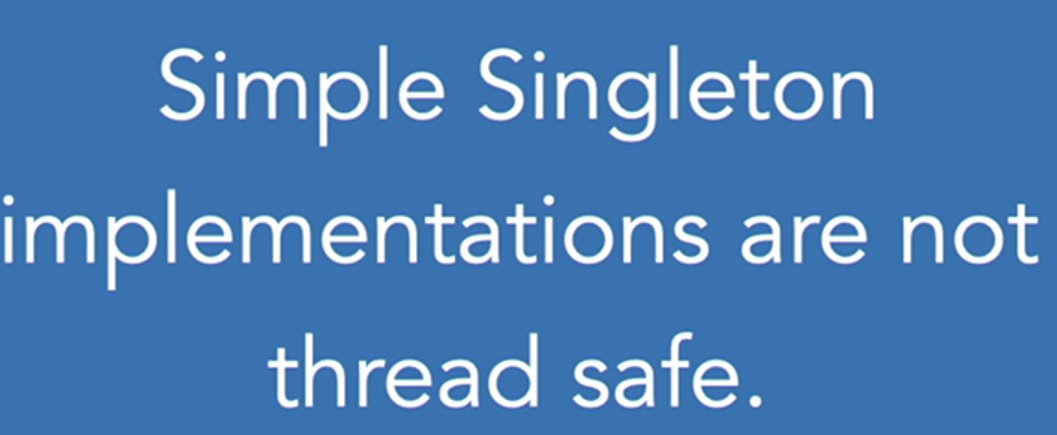 Simple Singleton
implementations are not
thread safe.